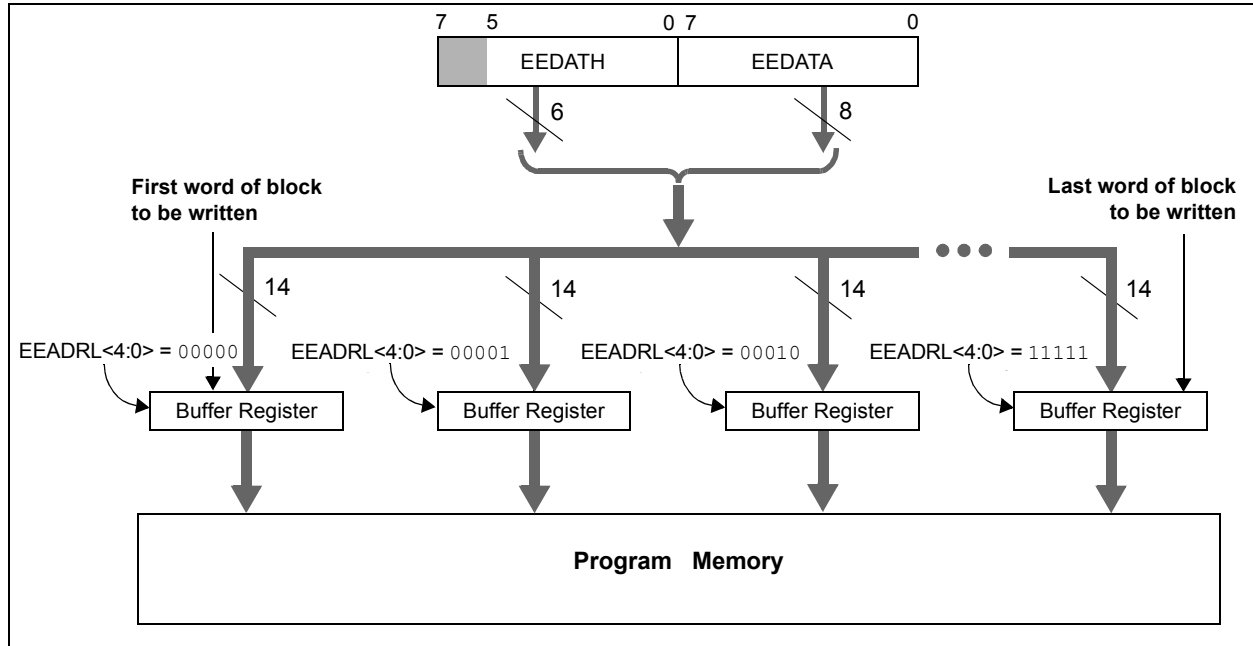 7 5 0 7 0
EEDATH EEDATA
6 8
First word of block
to be written
Last word of block
to be written
14 14 14 14
EEADRL<4:0> = 00000 EEADRL<4:0> = 00001 EEADRL<4:0> = 00010 EEADRL<4:0> = 11111
Buffer Register Buffer Register Buffer Register Buffer Register
Program Memory